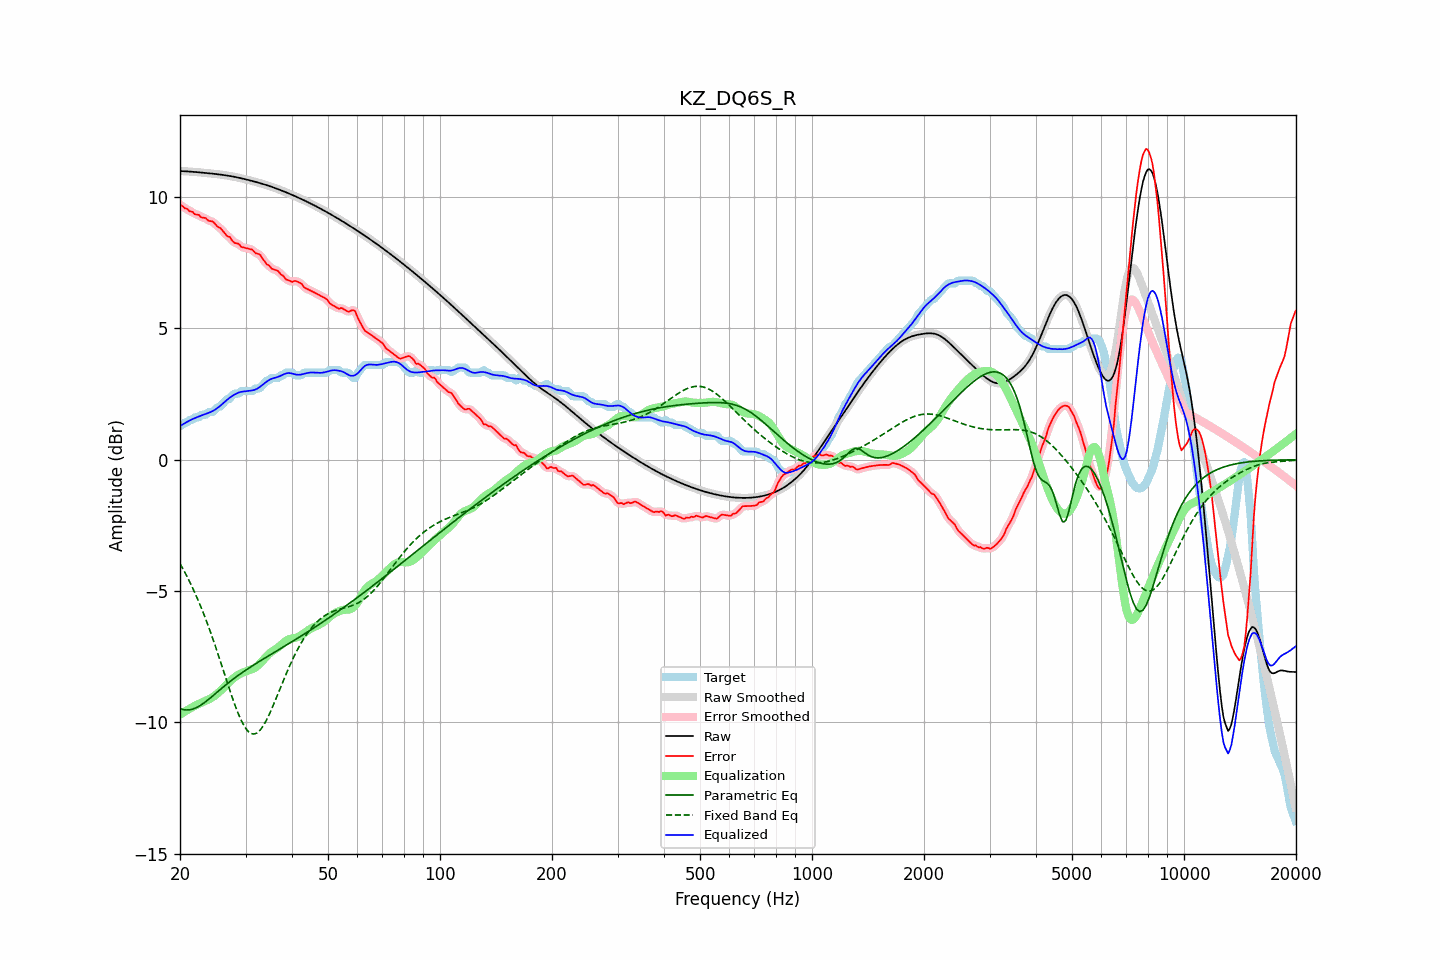 KZ_DQ6S_R
Amplitude (dBr)
10
5
0
−5
−10
−15
Target
Raw Smoothed
Error Smoothed
Raw
Error
Equalization
Parametric Eq
Fixed Band Eq
Equalized
20 50 100 200 500 1000 2000 5000 10000 20000
Frequency (Hz)